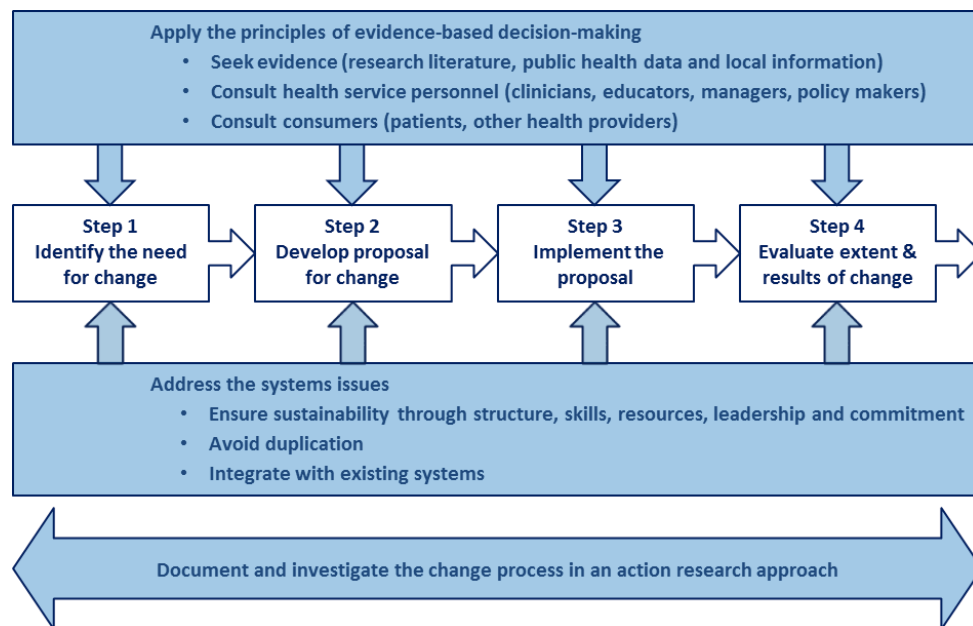 Apply the principles of evidence-based decision-making
• Seek evidence (research literature, public health data and local information)
• Consult health service personnel (clinicians, educators, managers, policy makers)
• Consult consumers (patients, other health providers)
Step 1
Identify the need
for change
Step 2
Develop proposal
for change
Step 3
Implement the
proposal
Step 4
Evaluate extent &
results of change
Address the systems issues
• Ensure sustainability through structure, skills, resources, leadership and commitment
• Avoid duplication
• Integrate with existing systems
Document and investigate the change process in an action research approach